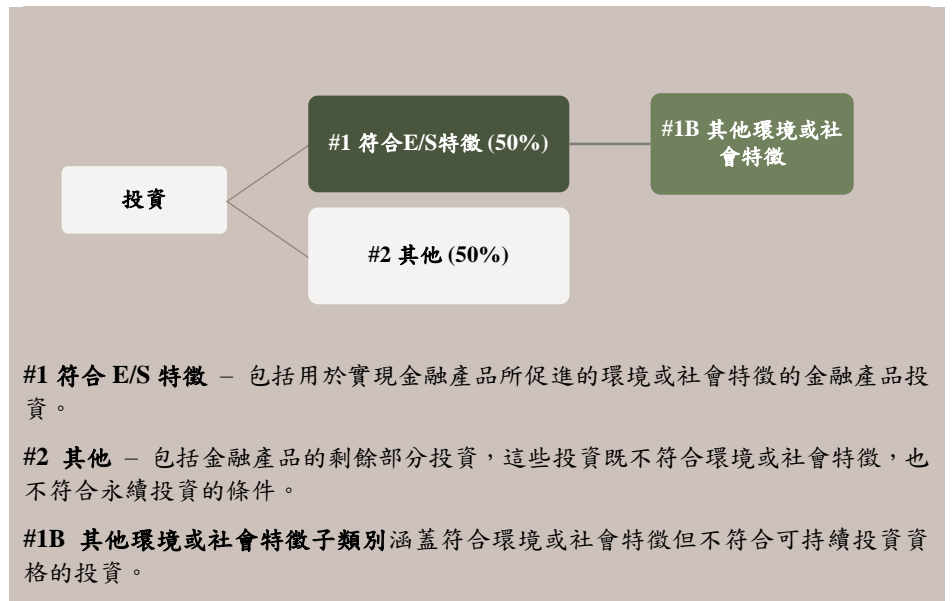 #1 符合E/S特徵 (50%)
#1B 其他環境或社
會特徵
投資
#2 其他 (50%)
#1 符合 E/S 特徵 – 包括用於實現金融產品所促進的環境或社會特徵的金融產品投
資。
#2 其他 – 包括金融產品的剩餘部分投資，這些投資既不符合環境或社會特徵，也
不符合永續投資的條件。
#1B 其他環境或社會特徵子類別涵蓋符合環境或社會特徵但不符合可持續投資資
格的投資。